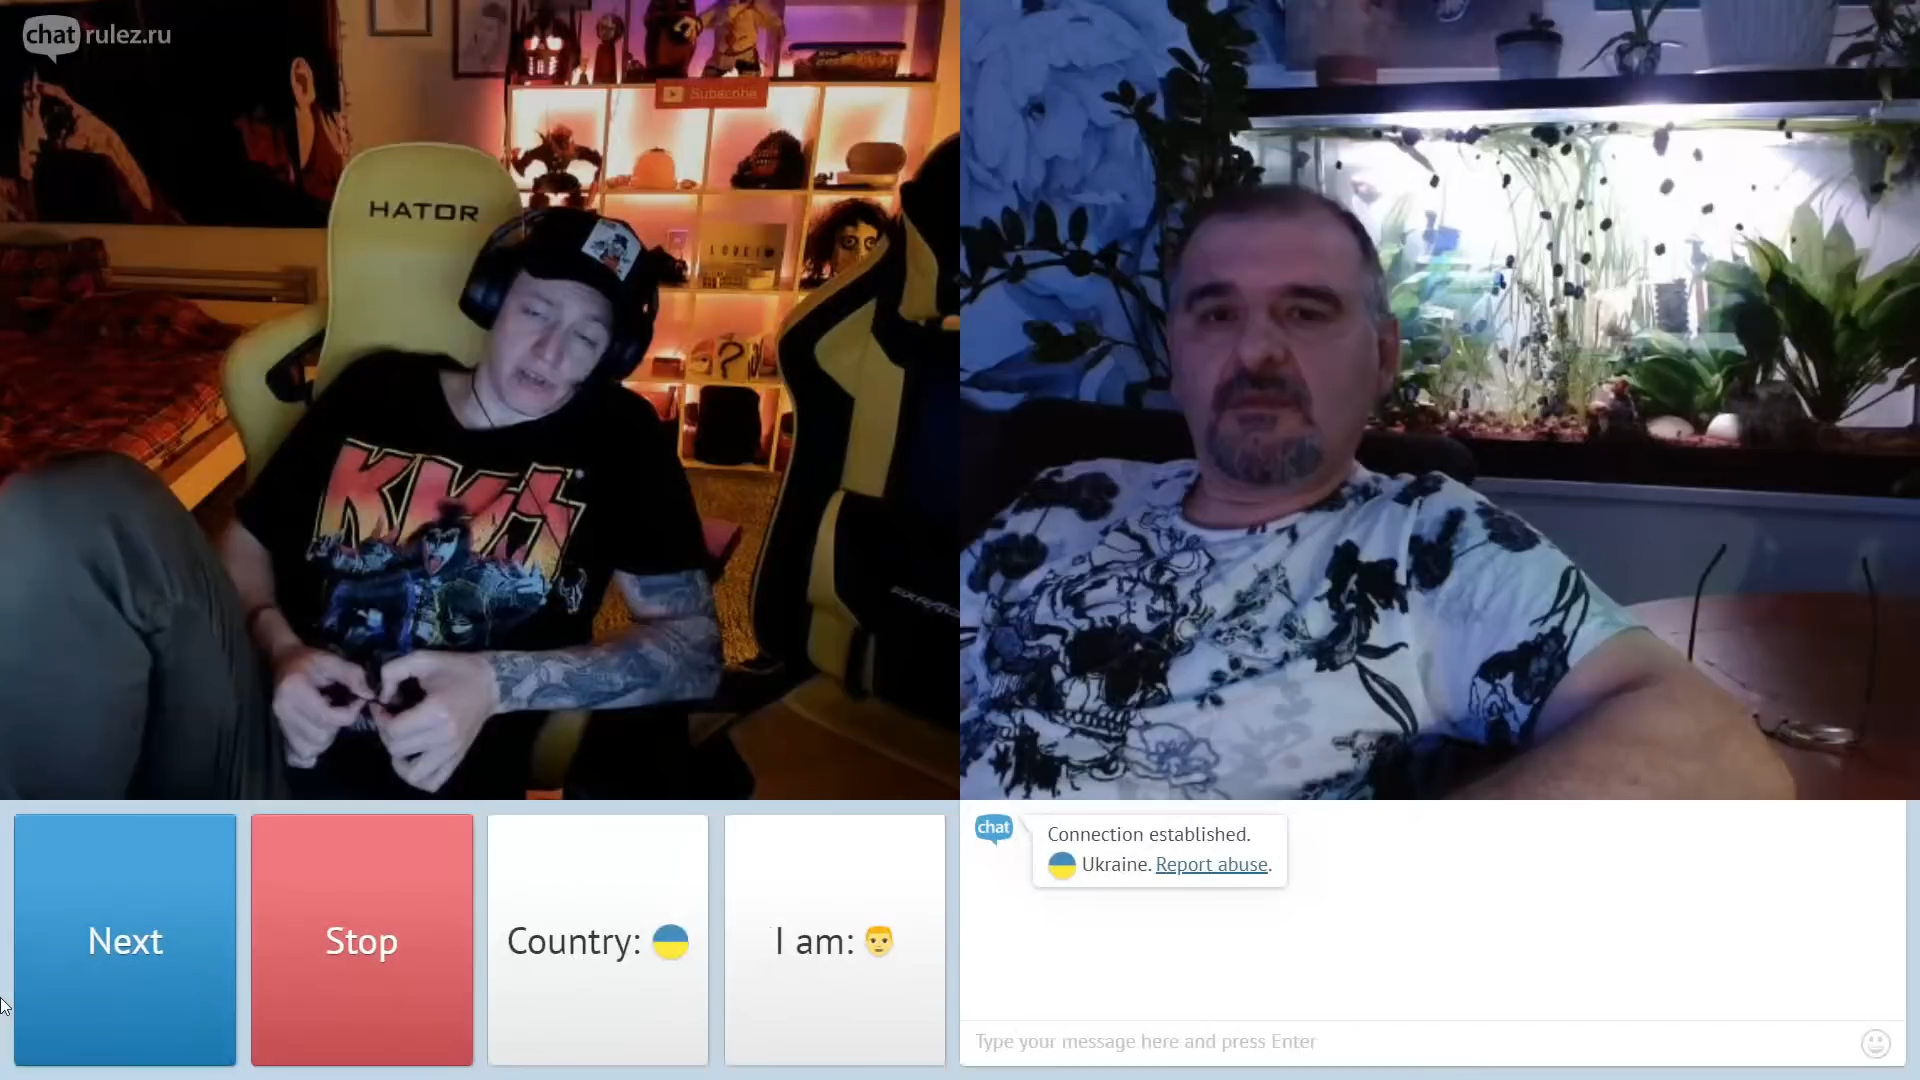 chat rulez.ru
Subscribe
HATOR
LOVE
?
KISS
chat
Connection established.
Ukraine. Report abuse.
Next
Stop
Country:
I am:
Type your message here and press Enter